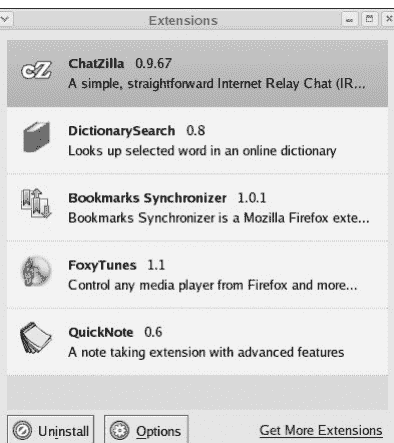 Extensions
ChatZilla 0.9.67
A simple, straightforward Internet Relay Chat (IR...
DictionarySearch 0.8
Looks up selected word in an online dictionary
Bookmarks Synchronizer 1.0.1
Bookmarks Synchronizer is a Mozilla Firefox exte...
FoxyTunes 1.1
Control any media player from Firefox and more...
QuickNote 0.6
A note taking extension with advanced features
Uninstall Options Get More Extensions